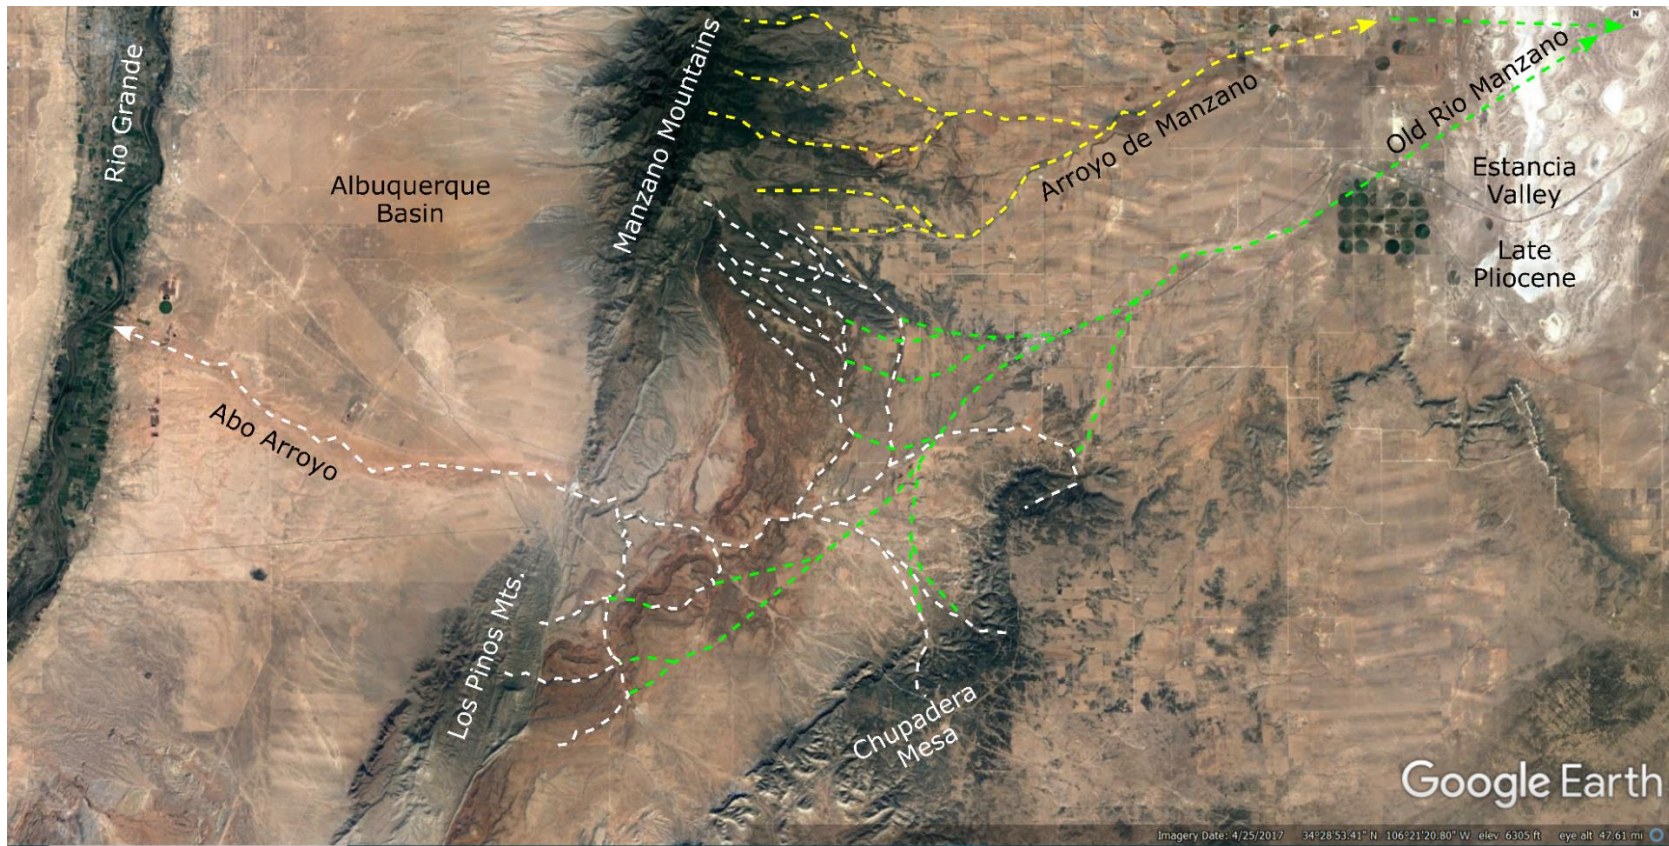 N
Rio Grande
Albuquerque
Basin
Manzano Mountains
Arroyo de Manzano
Old Rio Manzano
Estancia
Valley
Late
Pliocene
Abo Arroyo
Los Pinos Mts.
Chupadera
Mesa
Google Earth
Imagery Date: 4/25/2017 34°28'53.41" N 106°21'20.80" W elev 6305 ft eye alt 47.61 mi